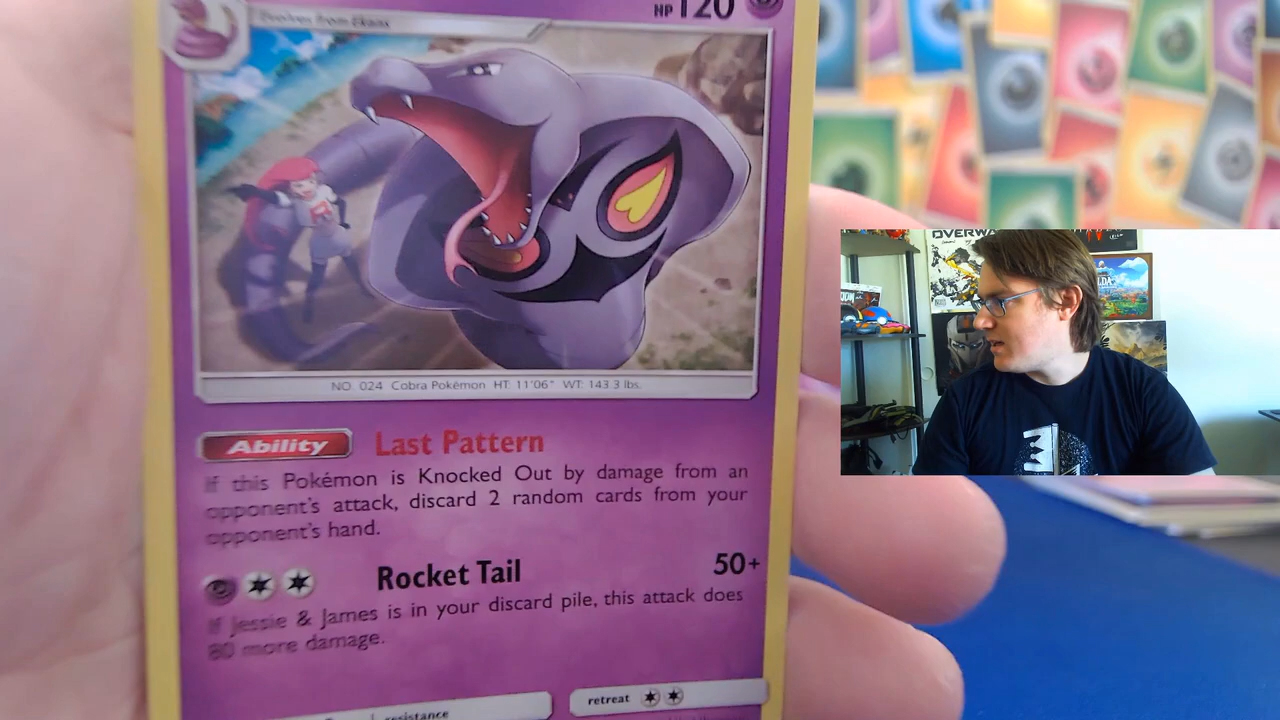 Evolves from Ekans
HP 120
NO. 024 Cobra Pokémon HT: 11'06" WT: 143.3 lbs.
Ability Last Pattern
If this Pokémon is Knocked Out by damage from an
opponent's attack, discard 2 random cards from your
opponent's hand.
Rocket Tail 50+
If Jessie & James is in your discard pile, this attack does
80 more damage.
resistance
retreat
R
OVERWA